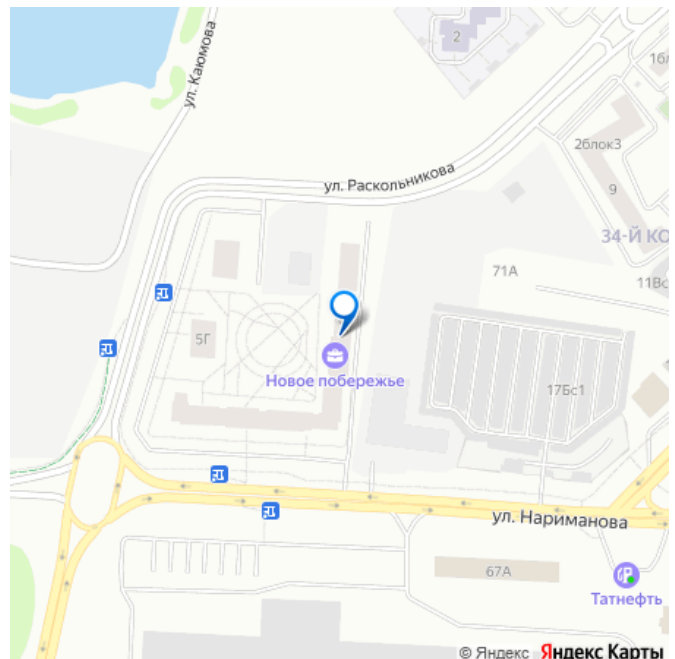 2
16бл
ул. Каюмова
2блок3
ул. Раскольникова
9
34-Й КО
71А
11Вс
5Г
Новое побережье
17Бс1
ул. Нариманова
67А
Татнефть
© Яндекс Яндекс Карты